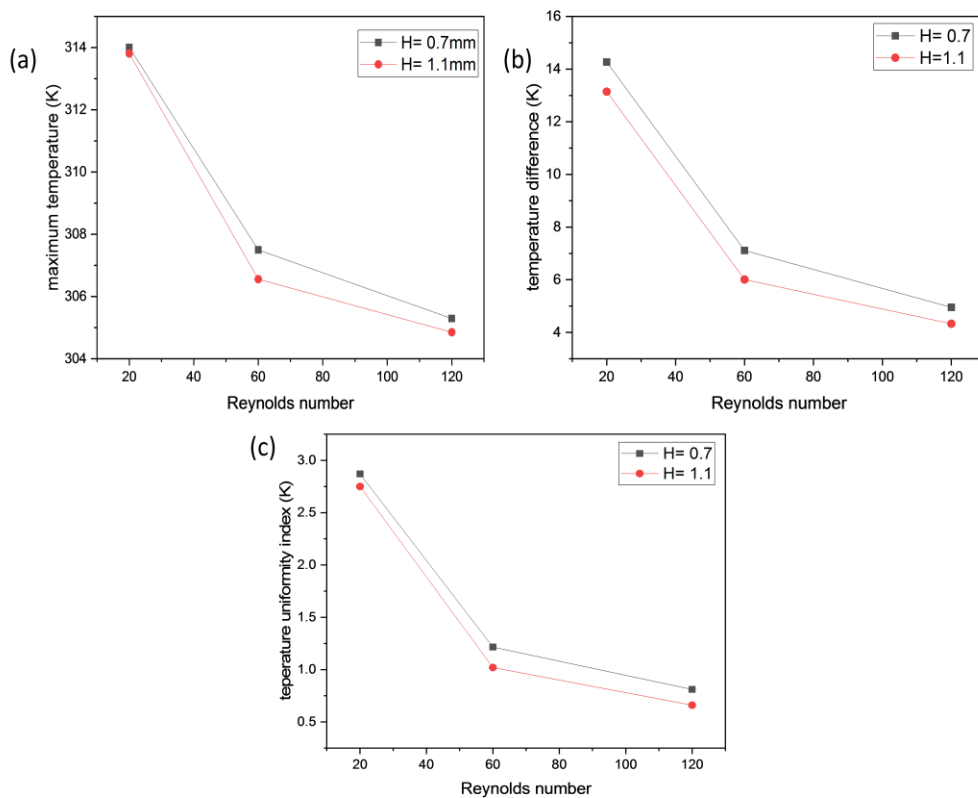 (a)
H= 0.7mm
H= 1.1mm
314
312
310
308
306
304
maximum temperature (K)
20 40 60 80 100 120
Reynolds number
(b)
H= 0.7
H=1.1
16
14
12
10
8
6
4
temperature difference (K)
20 40 60 80 100 120
Reynolds number
(c)
H= 0.7
H= 1.1
3.0
2.5
2.0
1.5
1.0
0.5
teperature uniformity index (K)
20 40 60 80 100 120
Reynolds number